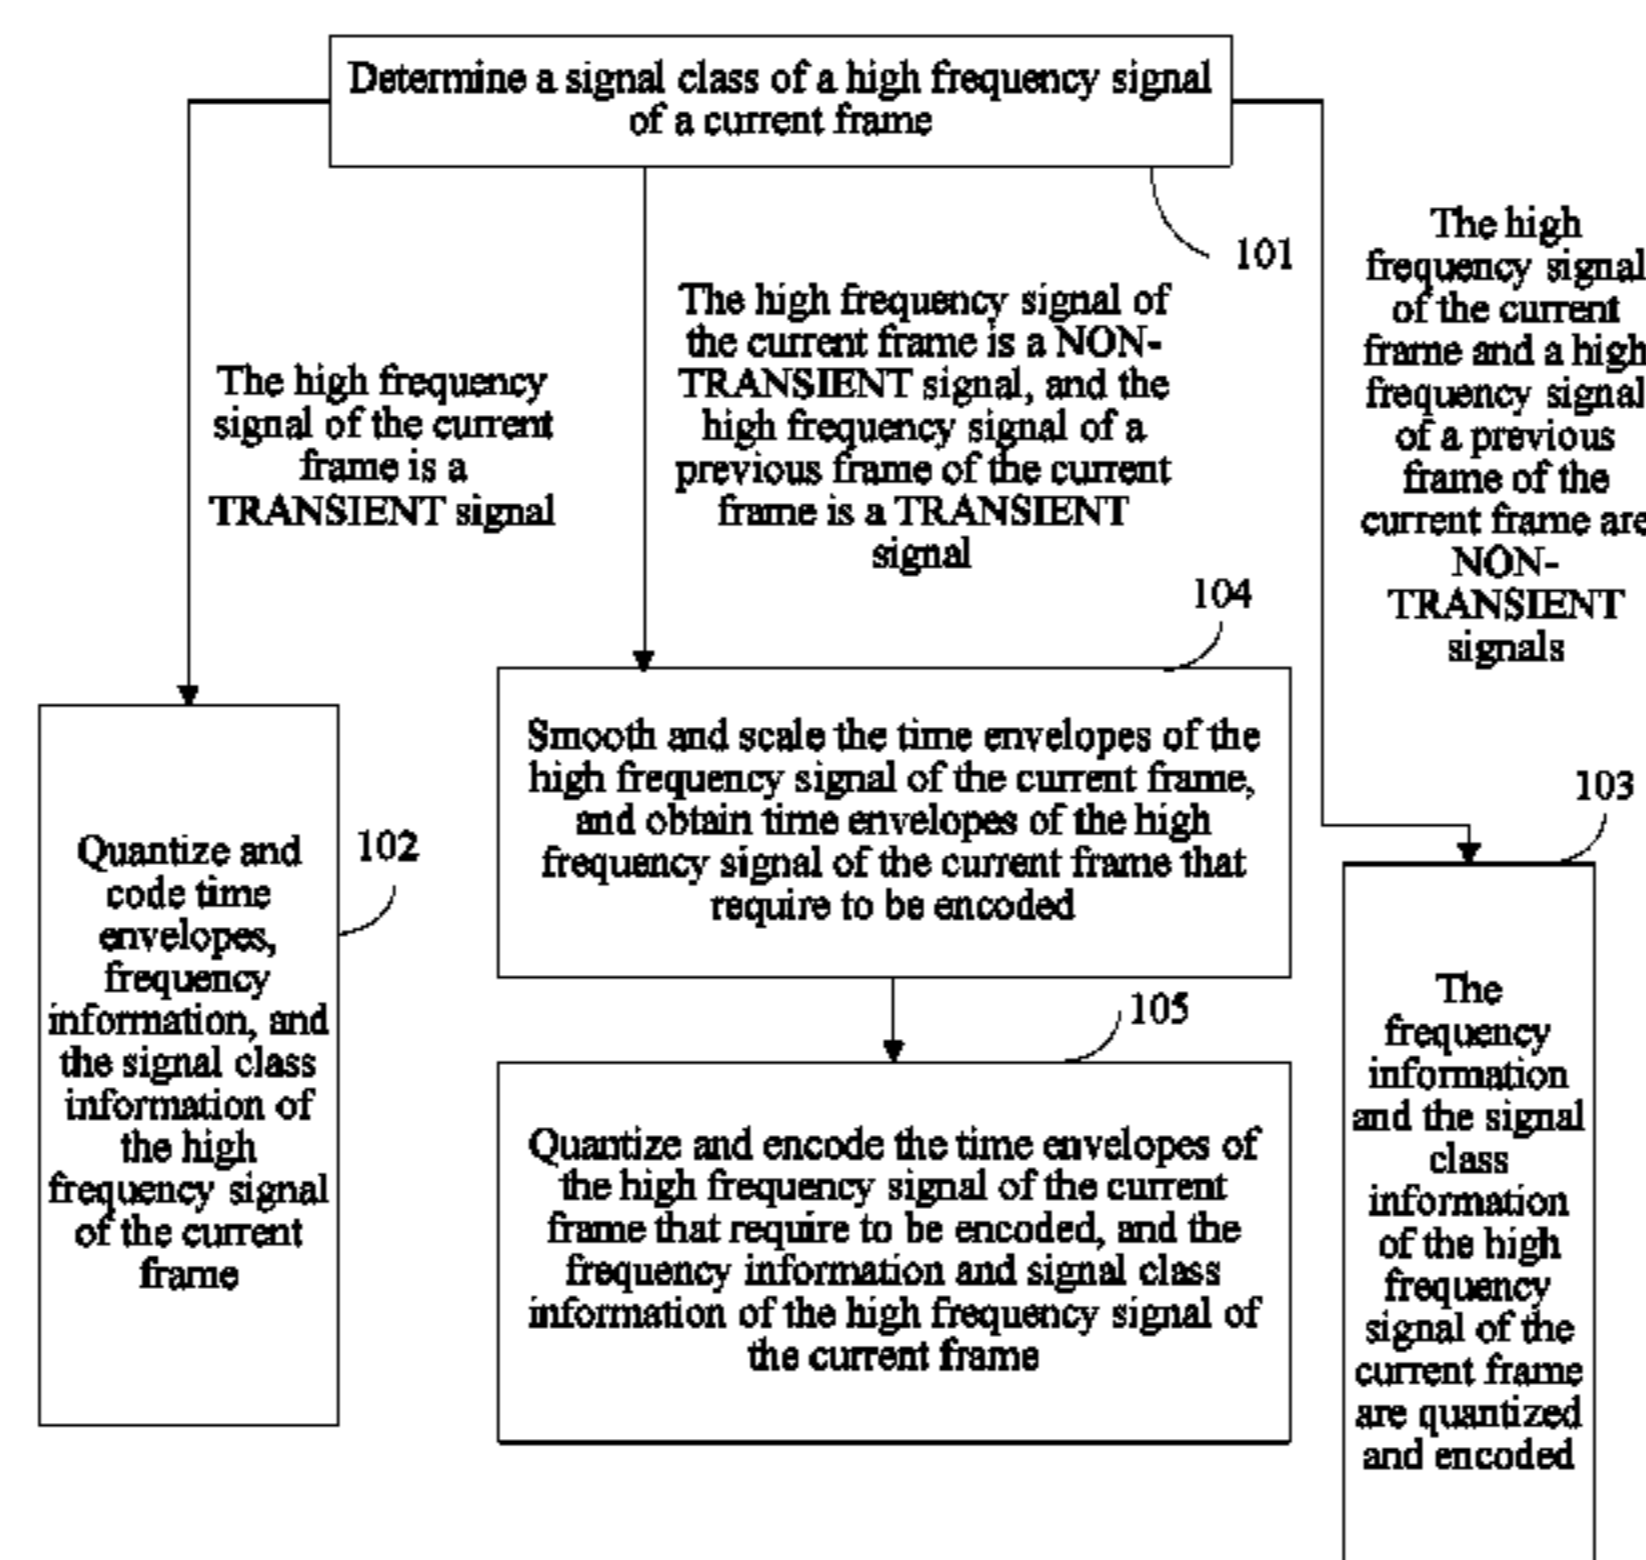 Determine a signal class of a high frequency signal
of a current frame
101
The high frequency
signal of the current
frame is a
TRANSIENT signal
The high frequency signal of
the current frame is a NON-
TRANSIENT signal, and the
high frequency signal of a
previous frame of the current
frame is a TRANSIENT
signal
The high
frequency signal
of the current
frame and a high
frequency signal
of a previous
frame of the
current frame are
NON-
TRANSIENT
signals
104
Smooth and scale the time envelopes of the
high frequency signal of the current frame,
and obtain time envelopes of the high
frequency signal of the current frame that
require to be encoded
103
102
Quantize and
code time
envelopes,
frequency
information, and
the signal class
information of
the high
frequency signal
of the current
frame
105
Quantize and encode the time envelopes of
the high frequency signal of the current
frame that require to be encoded, and the
frequency information and signal class
information of the high frequency signal of
the current frame
The
frequency
information
and the signal
class
information
of the high
frequency
signal of the
current frame
are quantized
and encoded